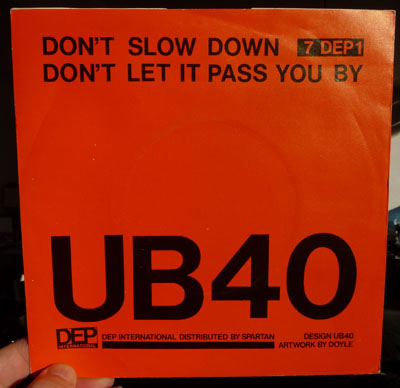 DON'T SLOW DOWN 7 DEP1
DON'T LET IT PASS YOU BY
UB40
DEP
INTERNATIONAL
DEP INTERNATIONAL DISTRIBUTED BY SPARTAN
DESIGN UB40
ARTWORK BY DOYLE